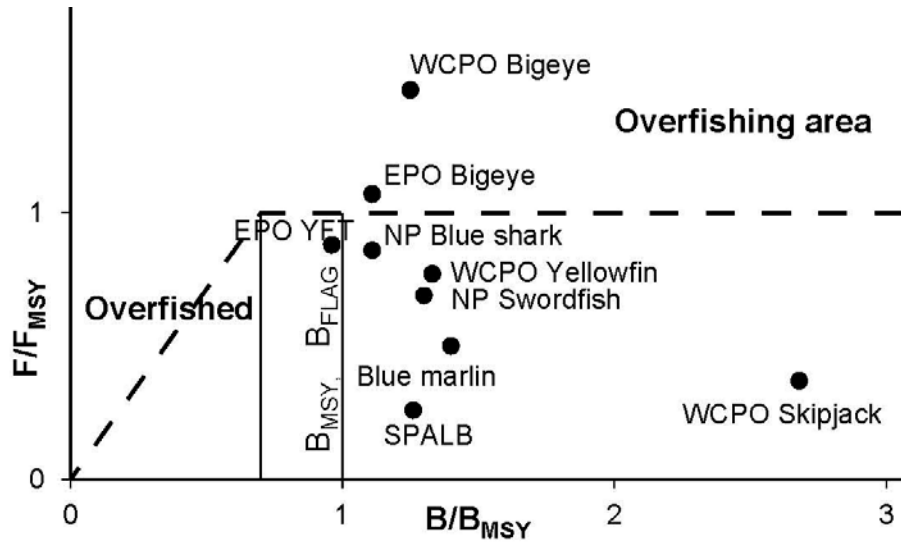 WCPO Bigeye
Overfishing area
EPO Bigeye
1
EPO YFT
NP Blue shark
WCPO Yellowfin
NP Swordfish
Overfished
F/FMSY
BMSY, BFLAG
Blue marlin
WCPO Skipjack
SPALB
0
0
1
2
3
B/BMSY